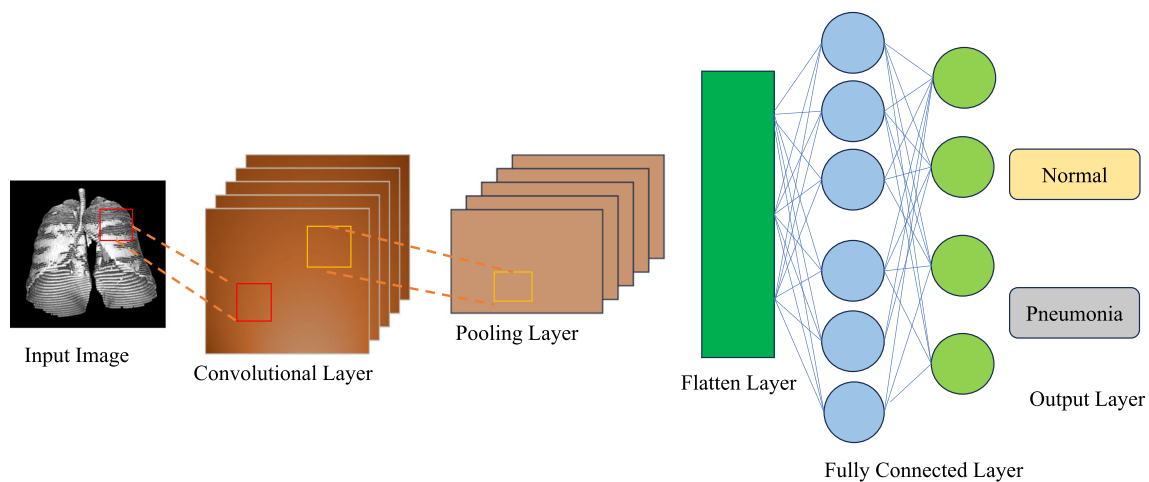 Input Image
Convolutional Layer
Pooling Layer
Flatten Layer
Fully Connected Layer
Normal
Pneumonia
Output Layer